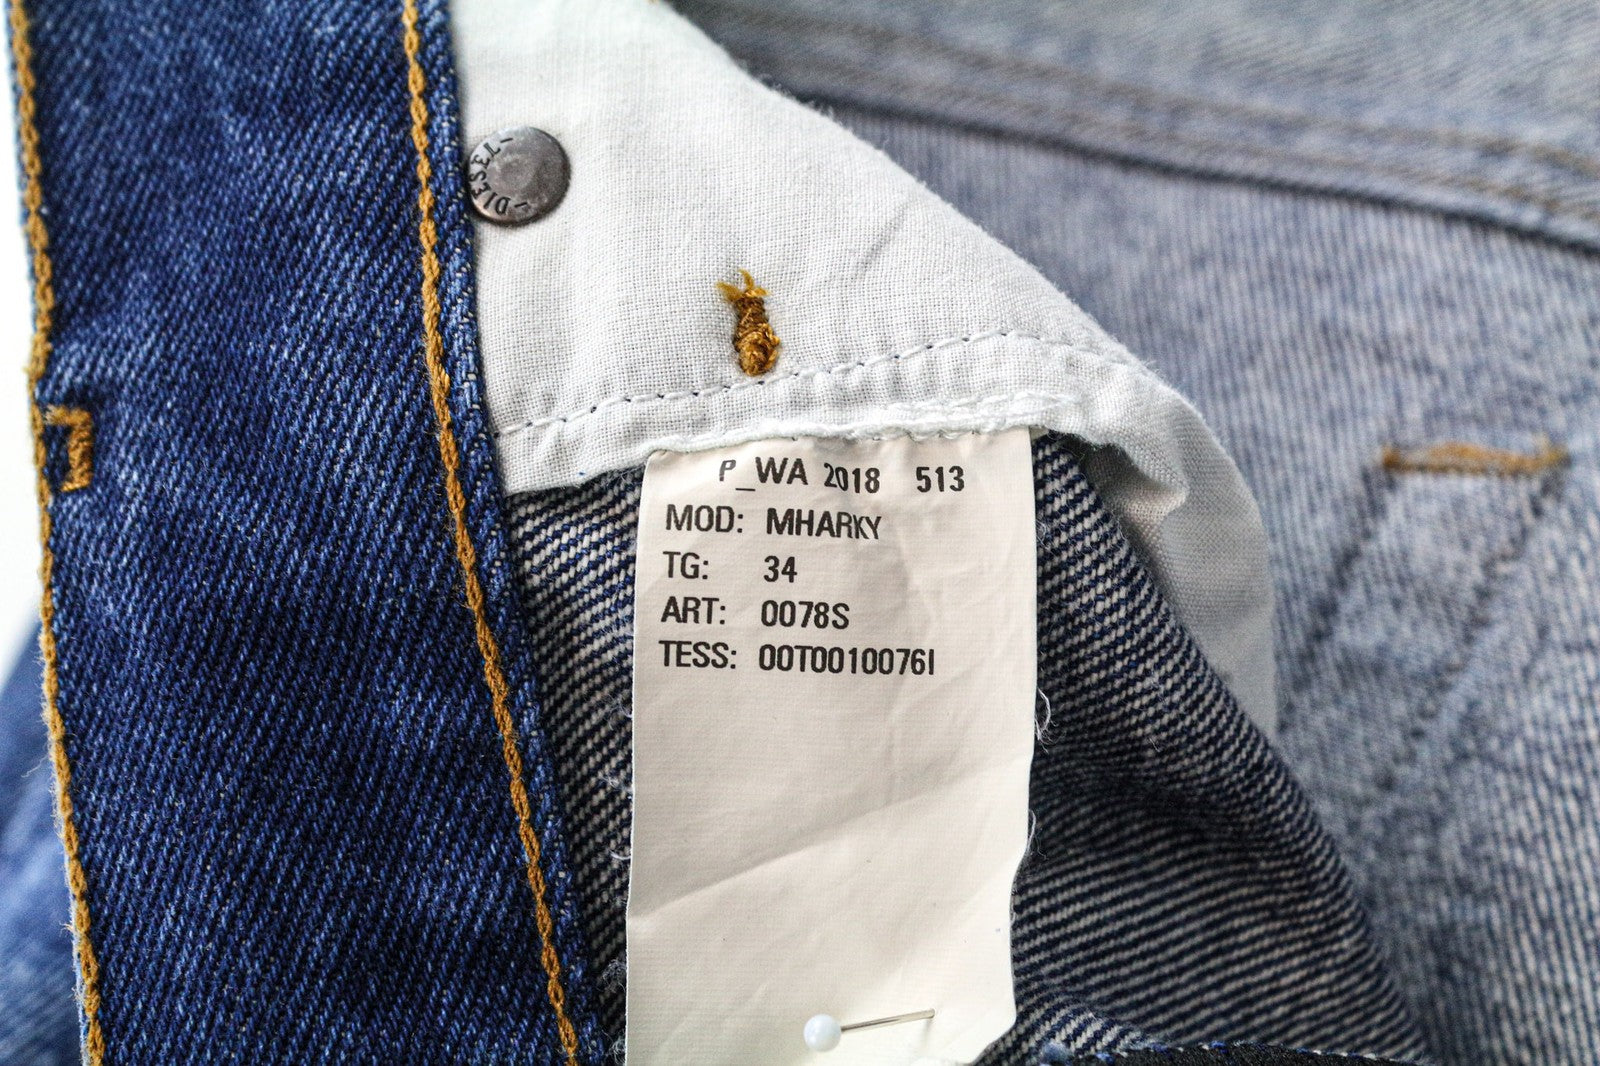 -DIESEL-
P_WA 2018 513
MOD: MHARKY
TG: 34
ART: 0078S
TESS: 00T0010076I